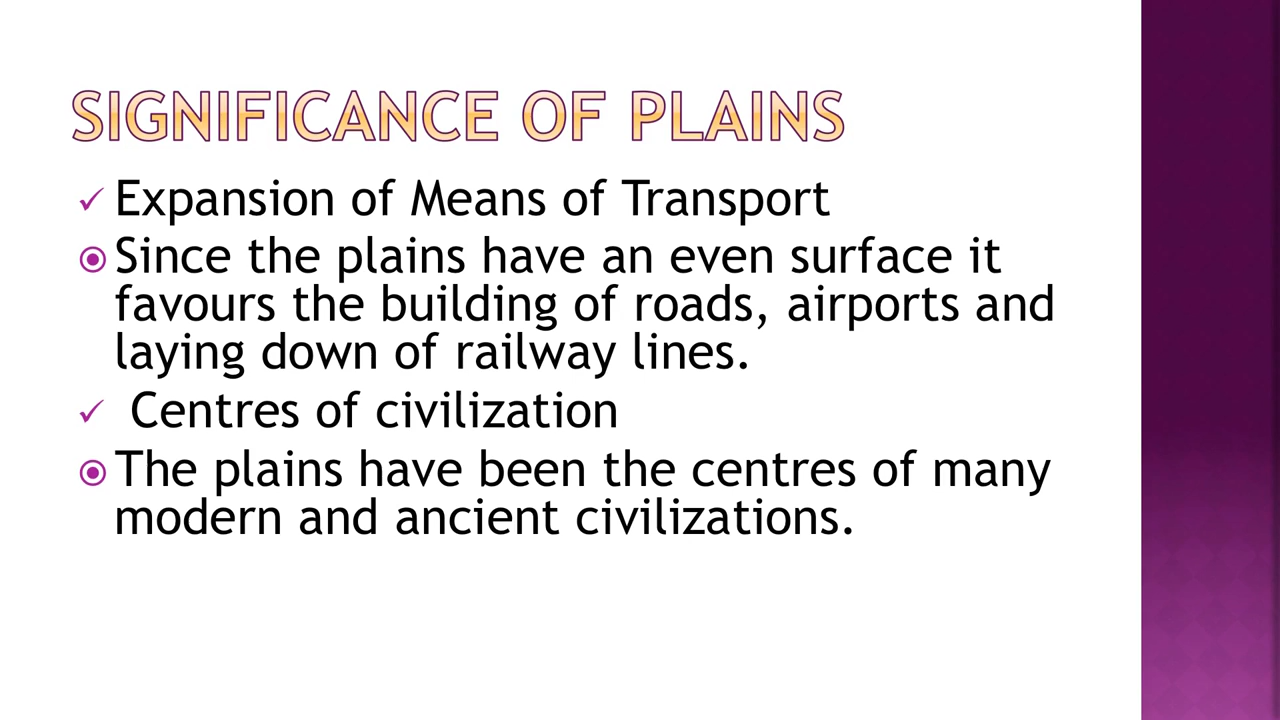 SIGNIFICANCE OF PLAINS
✓ Expansion of Means of Transport
Since the plains have an even surface it
favours the building of roads, airports and
laying down of railway lines.
✓ Centres of civilization
The plains have been the centres of many
modern and ancient civilizations.